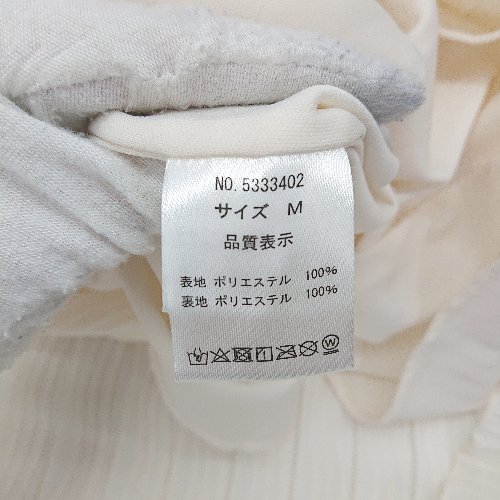 NO. 5333402
サイズ M
品質表示
表地 ポリエステル 100%
裏地 ポリエステル 100%